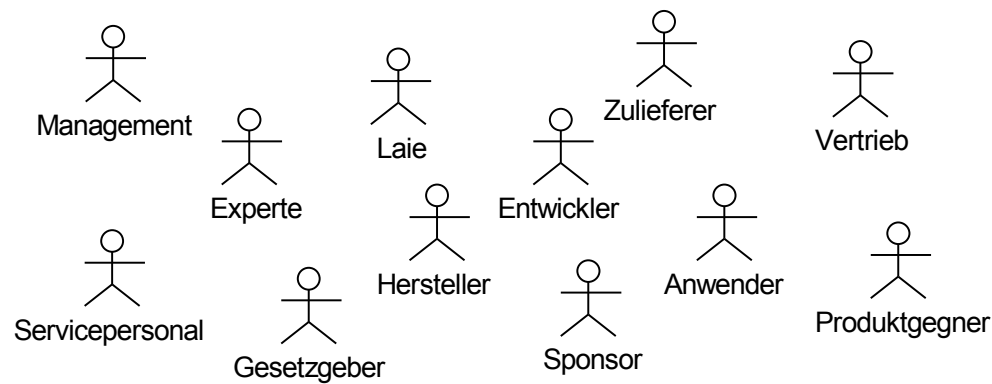 Management
Laie
Zulieferer
Vertrieb
Experte
Entwickler
Hersteller
Anwender
Servicepersonal
Gesetzgeber
Sponsor
Produktgegner